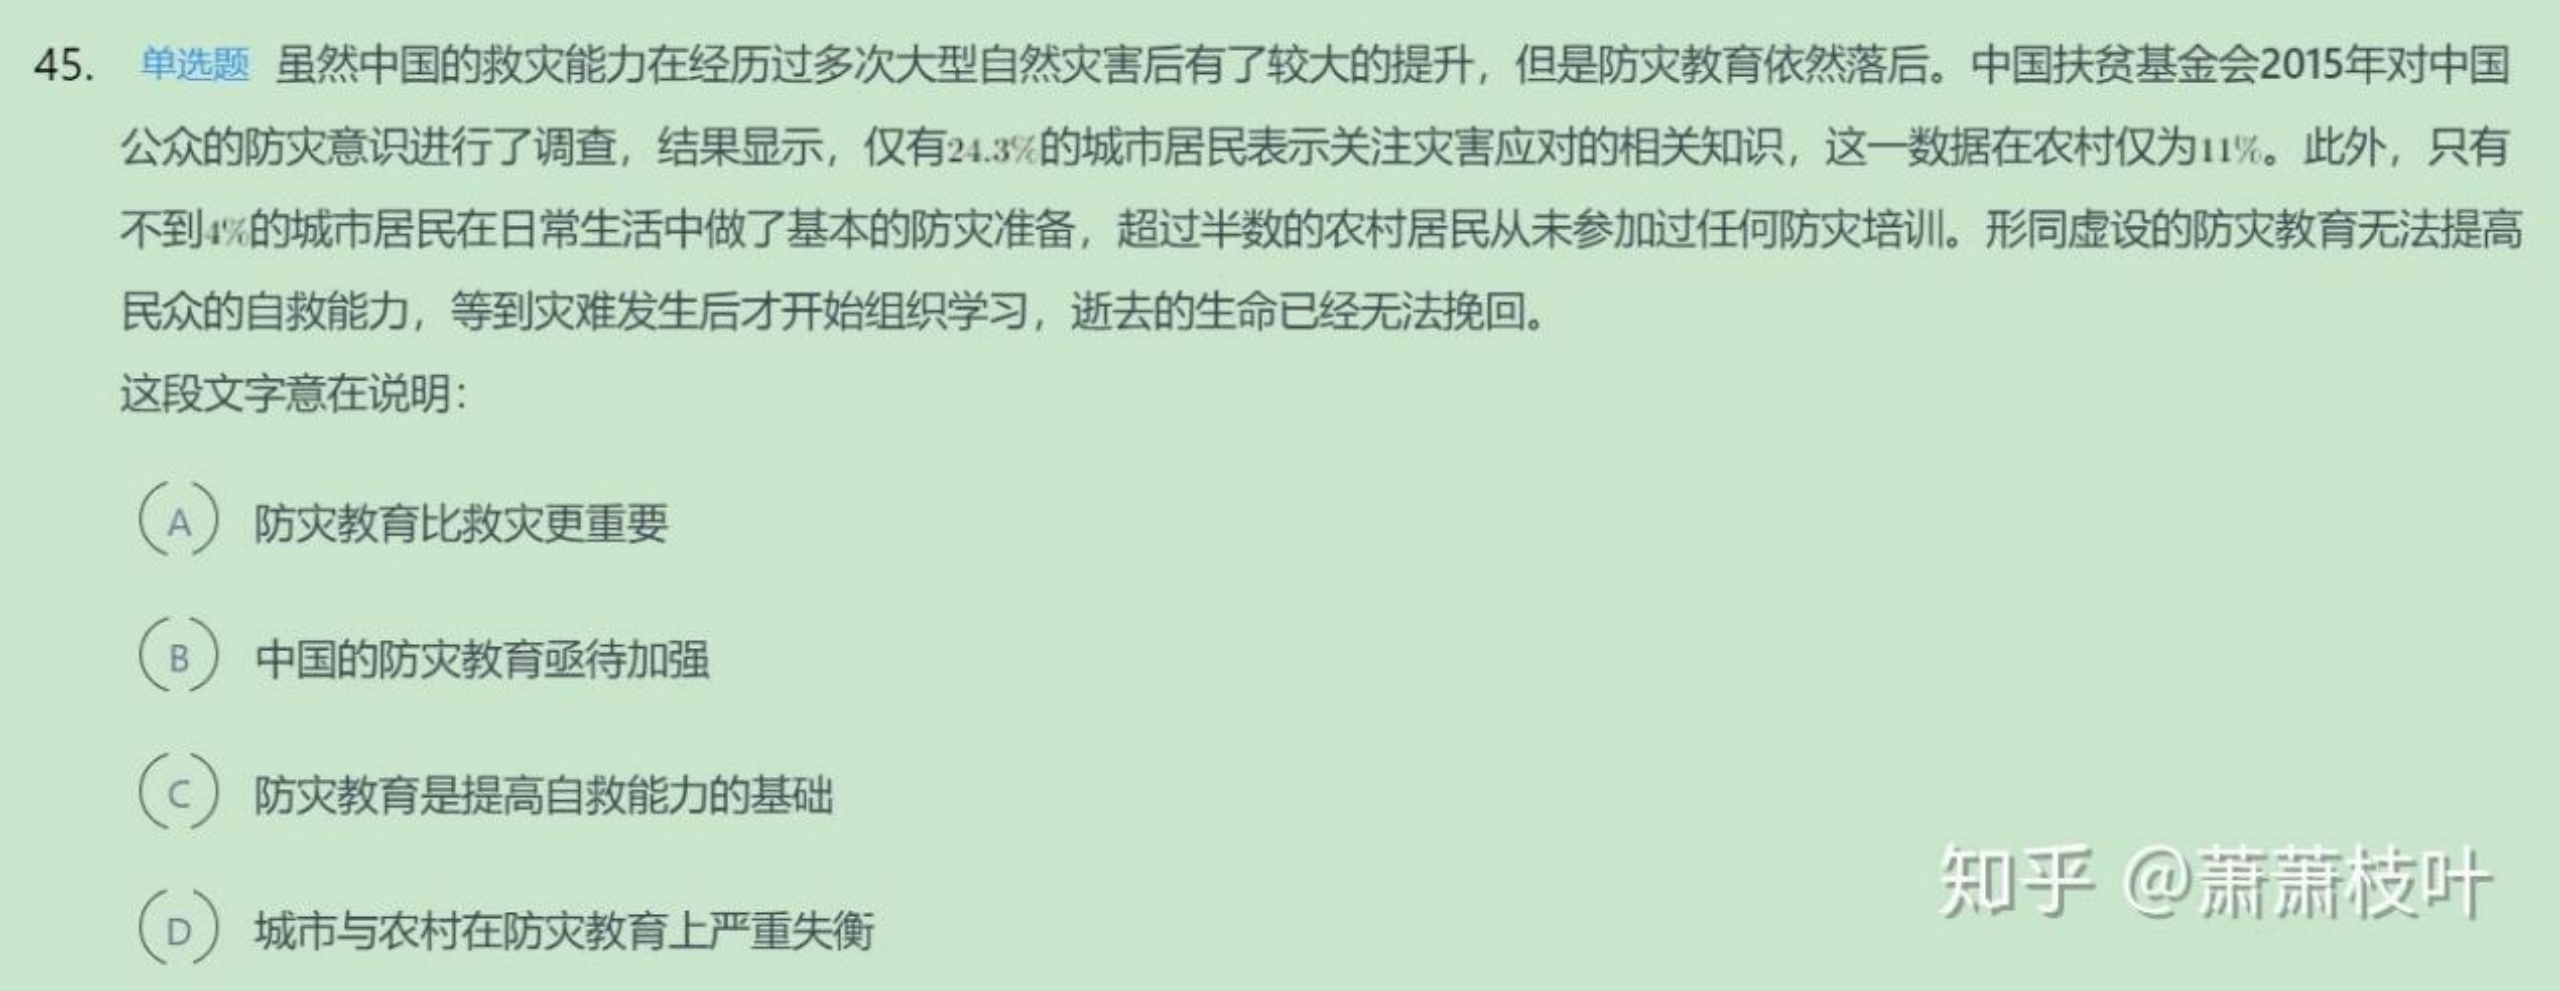 45. 单选题 虽然中国的救灾能力在经历过多次大型自然灾害后有了较大的提升，但是防灾教育依然落后。中国扶贫基金会2015年对中国
公众的防灾意识进行了调查，结果显示，仅有24.3%的城市居民表示关注灾害应对的相关知识，这一数据在农村仅为11%。此外，只有
不到4%的城市居民在日常生活中做了基本的防灾准备，超过半数的农村居民从未参加过任何防灾培训。形同虚设的防灾教育无法提高
民众的自救能力，等到灾难发生后才开始组织学习，逝去的生命已经无法挽回。
这段文字意在说明：
A 防灾教育比救灾更重要
B 中国的防灾教育亟待加强
C 防灾教育是提高自救能力的基础
D 城市与农村在防灾教育上严重失衡
知乎 @萧萧枝叶